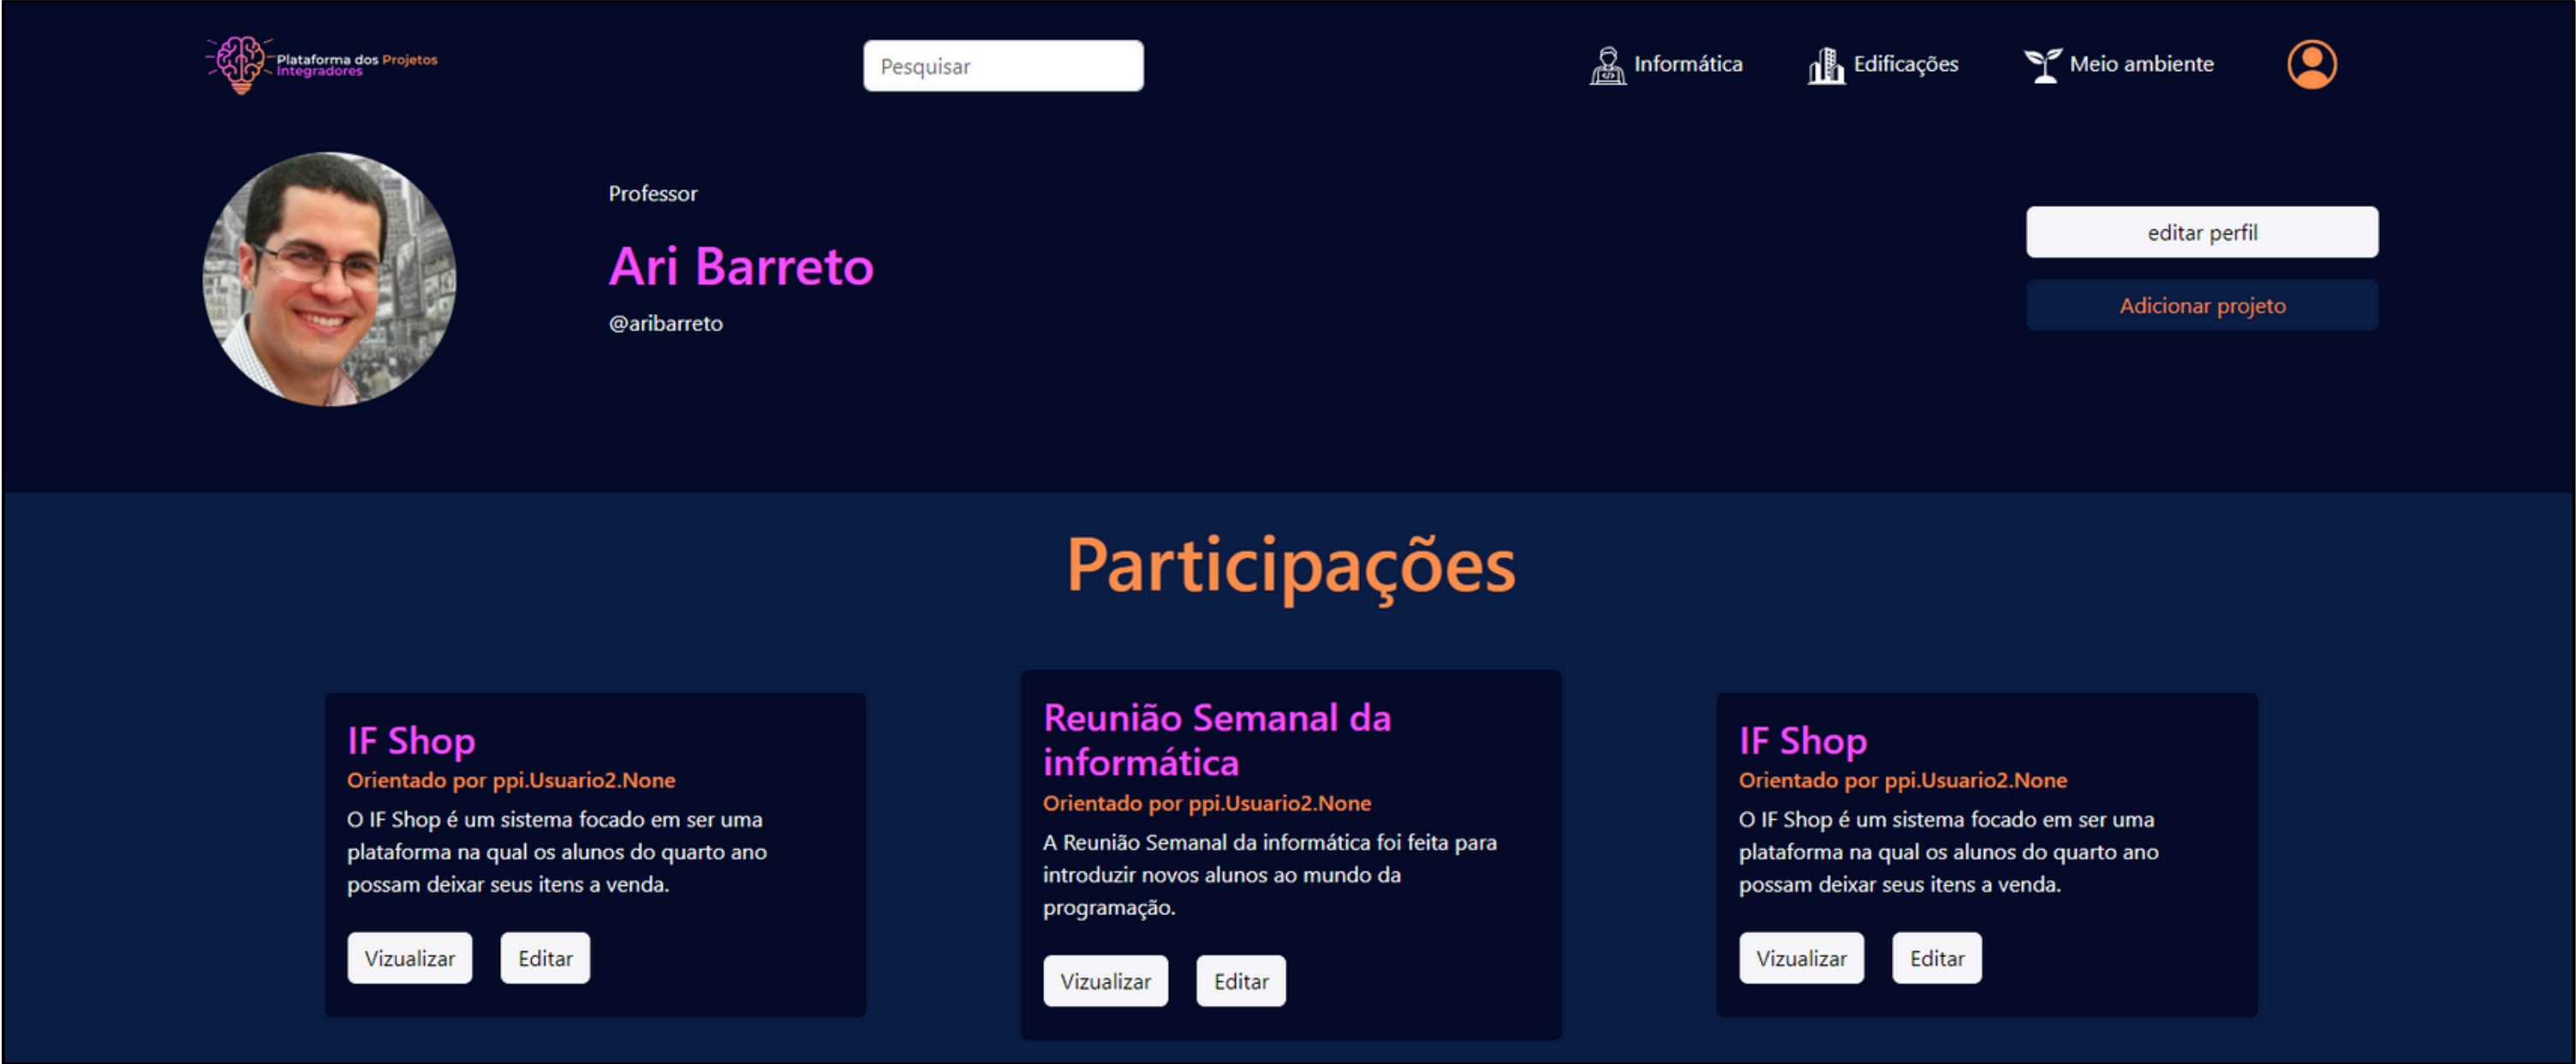 Plataforma dos Projetos
Integradores
Pesquisar
Informática
Edificações
Meio ambiente
Professor
Ari Barreto
@aribarreto
editar perfil
Adicionar projeto
Participações
IF Shop
Orientado por ppi.Usuario2.None
O IF Shop é um sistema focado em ser uma
plataforma na qual os alunos do quarto ano
possam deixar seus itens a venda.
Vizualizar
Editar
Reunião Semanal da
informática
Orientado por ppi.Usuario2.None
A Reunião Semanal da informática foi feita para
introduzir novos alunos ao mundo da
programação.
Vizualizar
Editar
IF Shop
Orientado por ppi.Usuario2.None
O IF Shop é um sistema focado em ser uma
plataforma na qual os alunos do quarto ano
possam deixar seus itens a venda.
Vizualizar
Editar